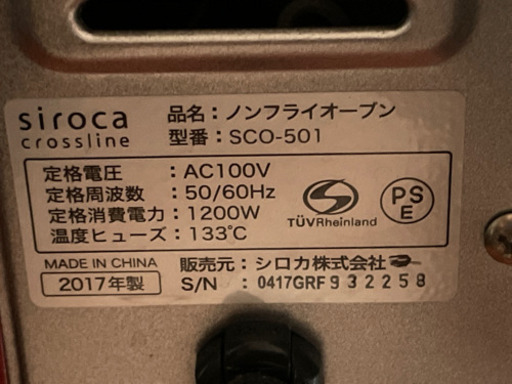 siroca
crossline
品名：ノンフライオーブン
型番：SCO-501
定格電圧：AC100V
定格周波数：50/60Hz
定格消費電力：1200W
温度ヒューズ：133℃
TÜVRheinland
PS
E
MADE IN CHINA
2017年製
販売元：シロカ株式会社
S/N：0417GRF932258